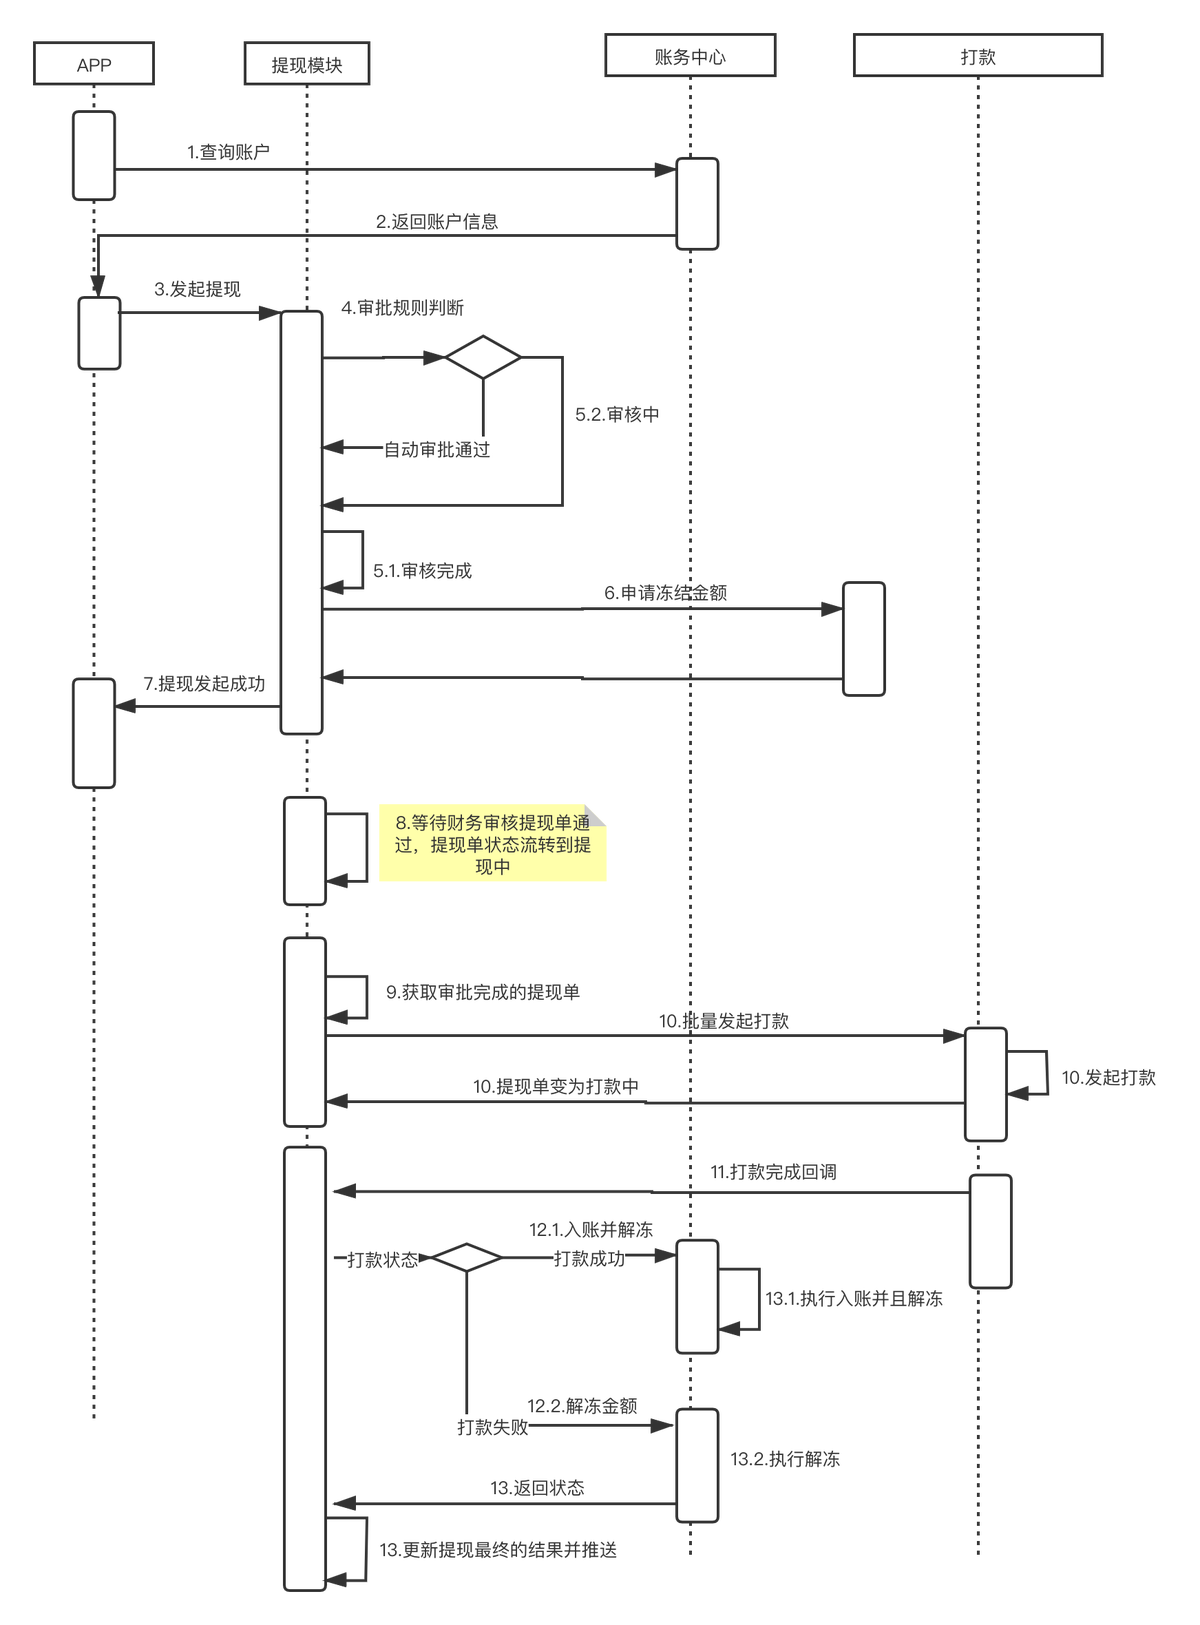 APP
提现模块
账务中心
打款
1.查询账户
2.返回账户信息
3.发起提现
4.审批规则判断
5.2.审核中
自动审批通过
5.1.审核完成
6.申请冻结金额
7.提现发起成功
8.等待财务审核提现单通
过，提现单状态流转到提
现中
9.获取审批完成的提现单
10.批量发起打款
10.发起打款
10.提现单变为打款中
11.打款完成回调
12.1.入账并解冻
打款状态
打款成功
13.1.执行入账并且解冻
12.2.解冻金额
打款失败
13.2.执行解冻
13.返回状态
13.更新提现最终的结果并推送